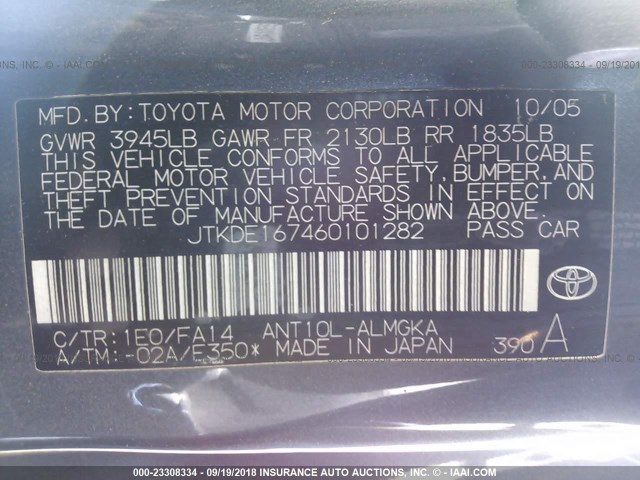 MFD.BY:TOYOTA MOTOR CORPORATION 10/05
GVWR 3945LB GAWR FR 2130LB RR 1835LB
THIS VEHICLE CONFORMS TO ALL APPLICABLE
FEDERAL MOTOR VEHICLE SAFETY, BUMPER, AND
THEFT PREVENTION STANDARDS IN EFFECT ON
THE DATE OF MANUFACTURE SHOWN ABOVE.
JTKDE167460101282 PASS CAR
C/TR:1E0/FA14 ANT10L-ALMGKA
A/TM:-02A/E350* MADE IN JAPAN 390 A
TOYOTA
000-23308334 - 09/19/2018 INSURANCE AUTO AUCTIONS, INC. - © - IAAI.COM